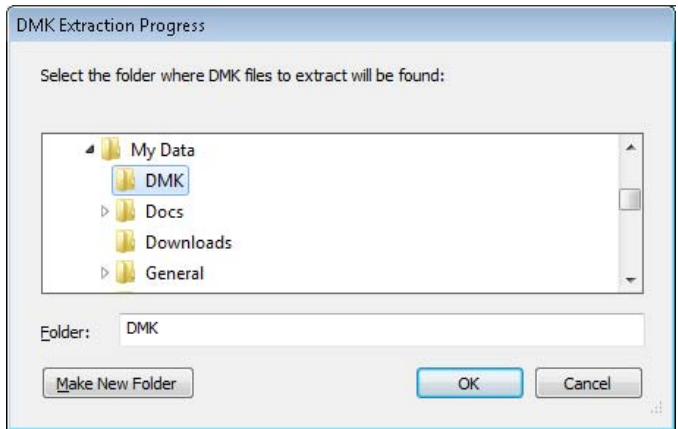 DMK Extraction Progress
Select the folder where DMK files to extract will be found:
My Data
DMK
Docs
Downloads
General
Folder: DMK
Make New Folder OK Cancel